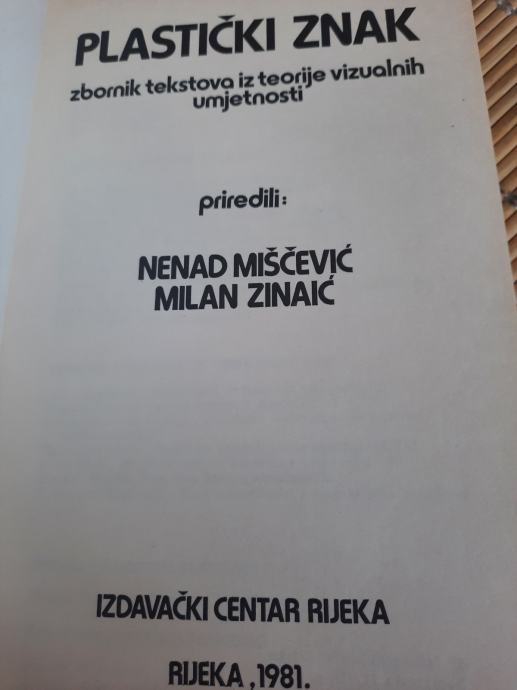 PLASTIČKI ZNAK
zbornik tekstova iz teorije vizualnih
umjetnosti
priredili:
NENAD MIŠČEVIĆ
MILAN ZINAIĆ
IZDAVAČKI CENTAR RIJEKA
RIJEKA ,1981.